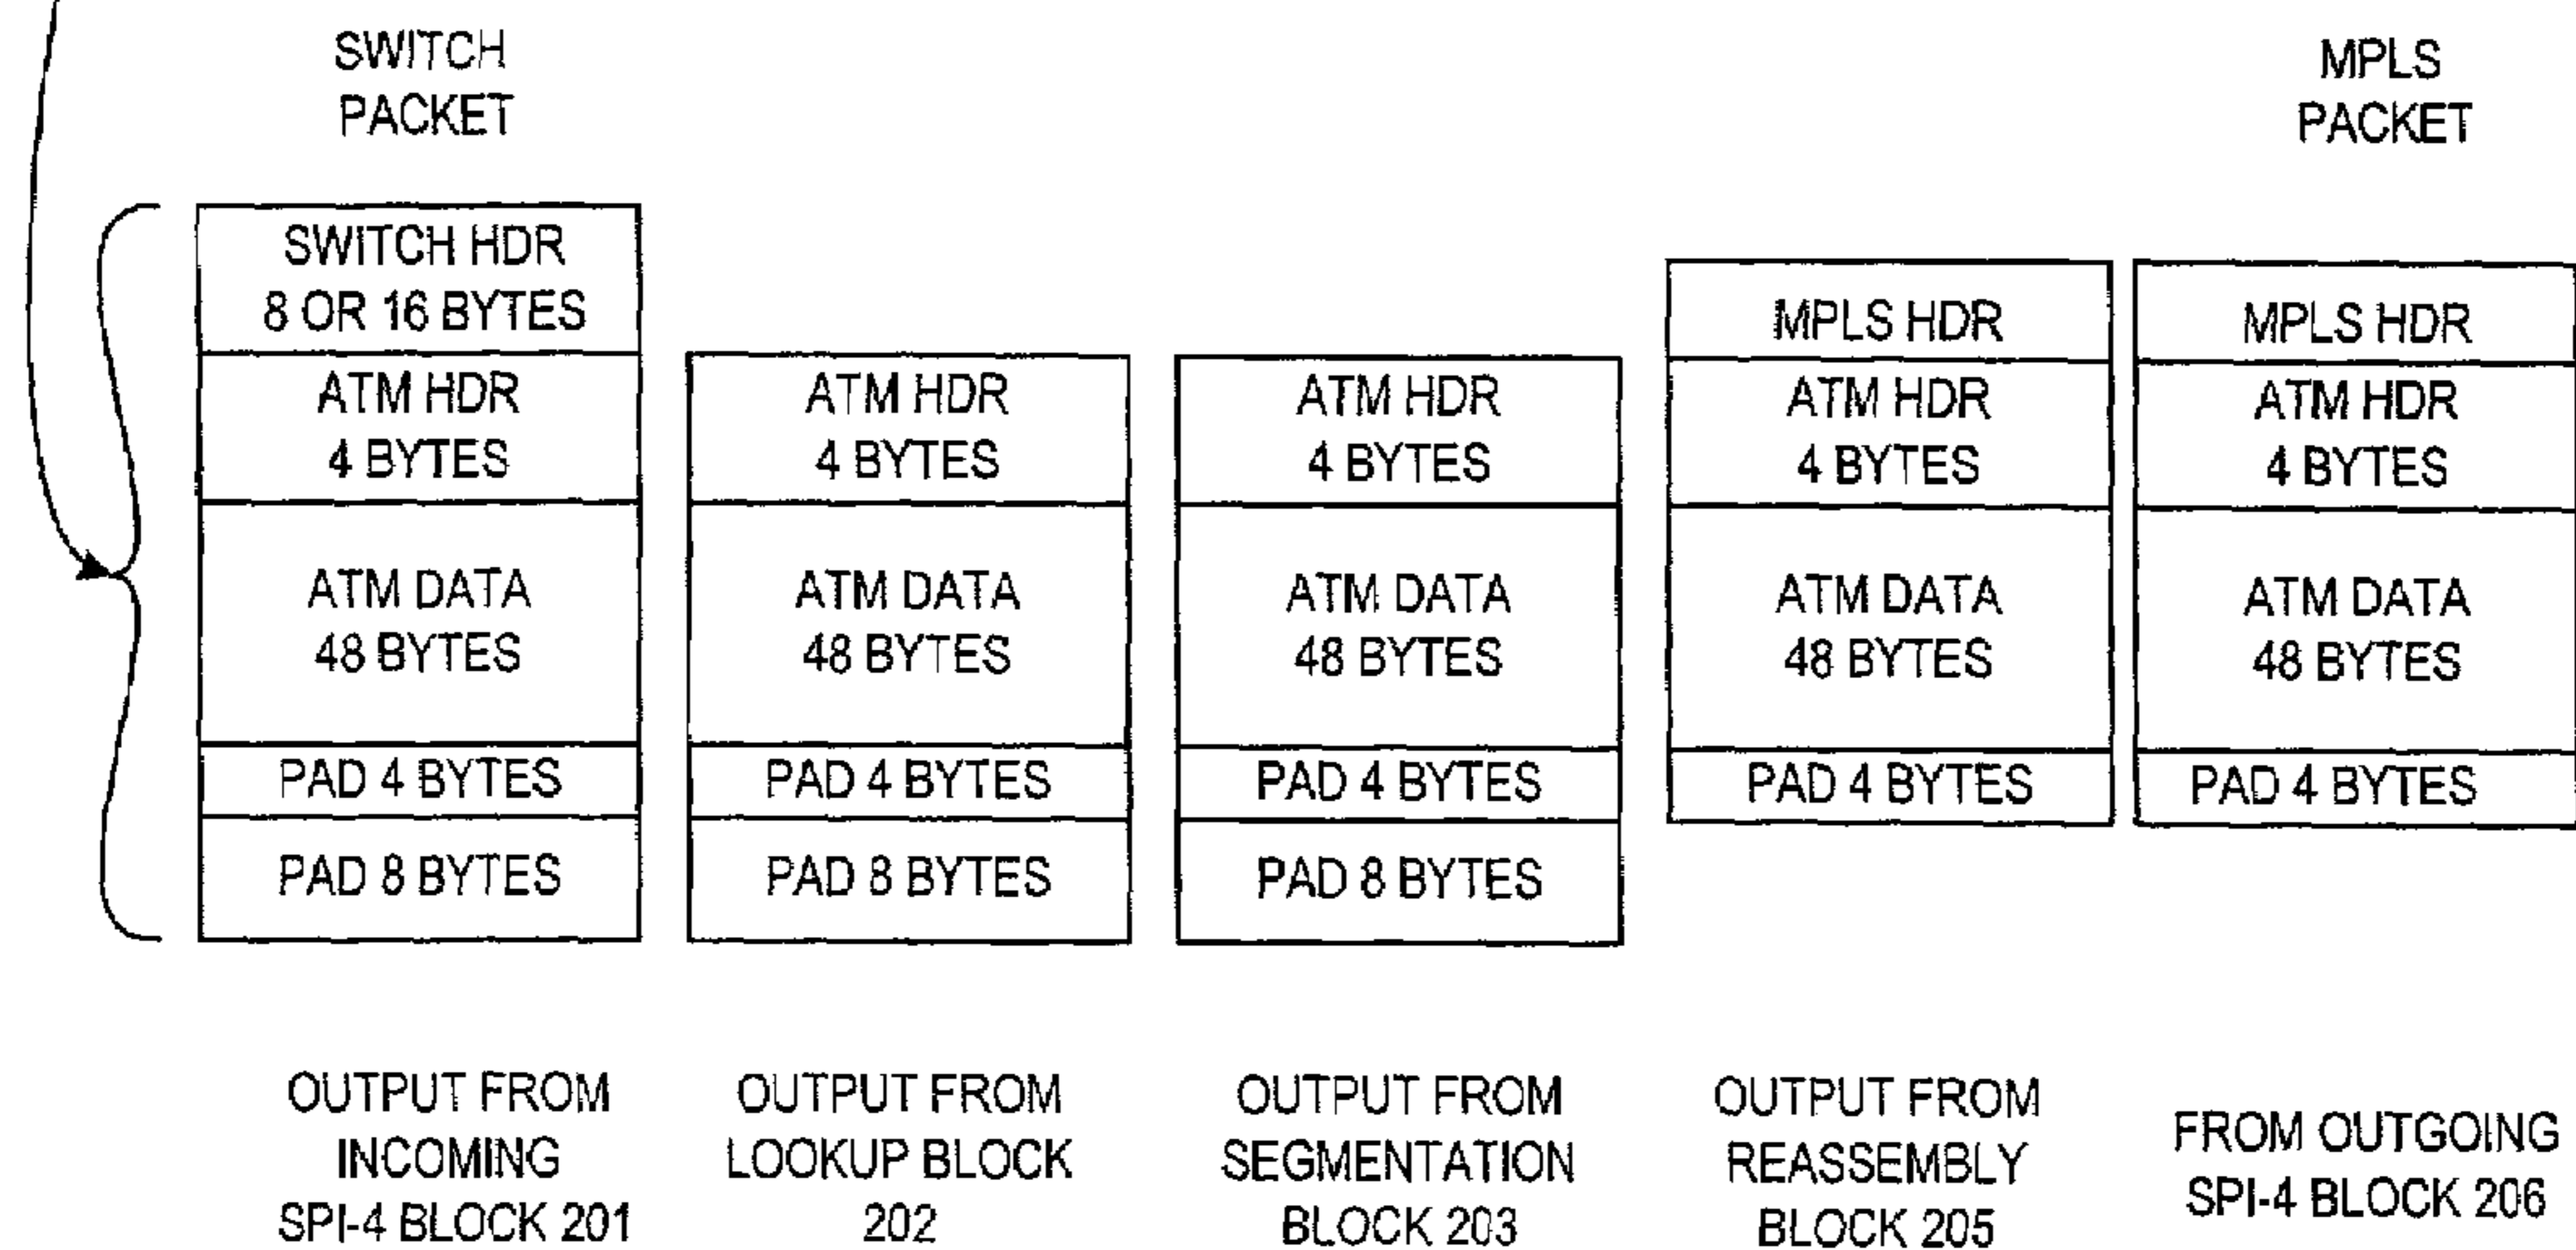 SWITCH
PACKET
MPLS
PACKET
SWITCH HDR
8 OR 16 BYTES
ATM HDR
4 BYTES
ATM DATA
48 BYTES
PAD 4 BYTES
PAD 8 BYTES
ATM HDR
4 BYTES
ATM DATA
48 BYTES
PAD 4 BYTES
PAD 8 BYTES
ATM HDR
4 BYTES
ATM DATA
48 BYTES
PAD 4 BYTES
PAD 8 BYTES
MPLS HDR
ATM HDR
4 BYTES
ATM DATA
48 BYTES
PAD 4 BYTES
MPLS HDR
ATM HDR
4 BYTES
ATM DATA
48 BYTES
PAD 4 BYTES
OUTPUT FROM
INCOMING
SPI-4 BLOCK 201
OUTPUT FROM
LOOKUP BLOCK
202
OUTPUT FROM
SEGMENTATION
BLOCK 203
OUTPUT FROM
REASSEMBLY
BLOCK 205
FROM OUTGOING
SPI-4 BLOCK 206